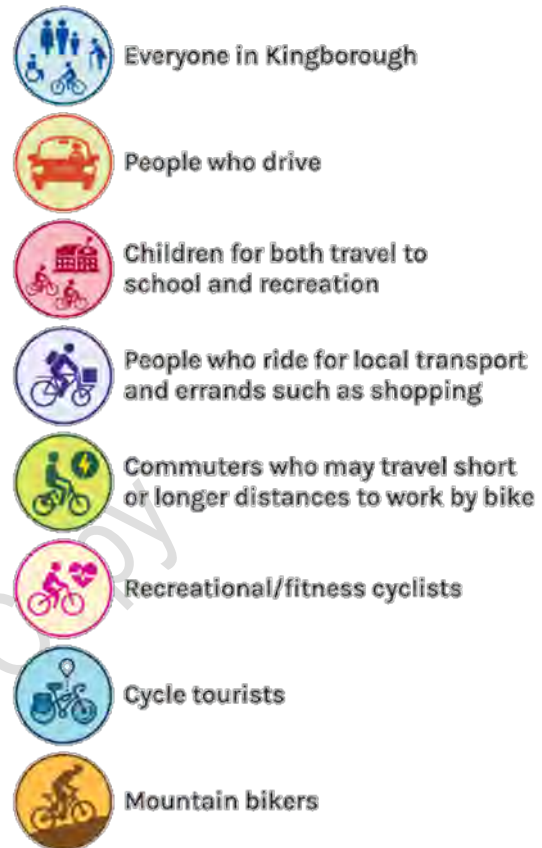 Everyone in Kingborough
People who drive
Children for both travel to
school and recreation
People who ride for local transport
and errands such as shopping
Commuters who may travel short
or longer distances to work by bike
Recreational/fitness cyclists
Cycle tourists
Mountain bikers